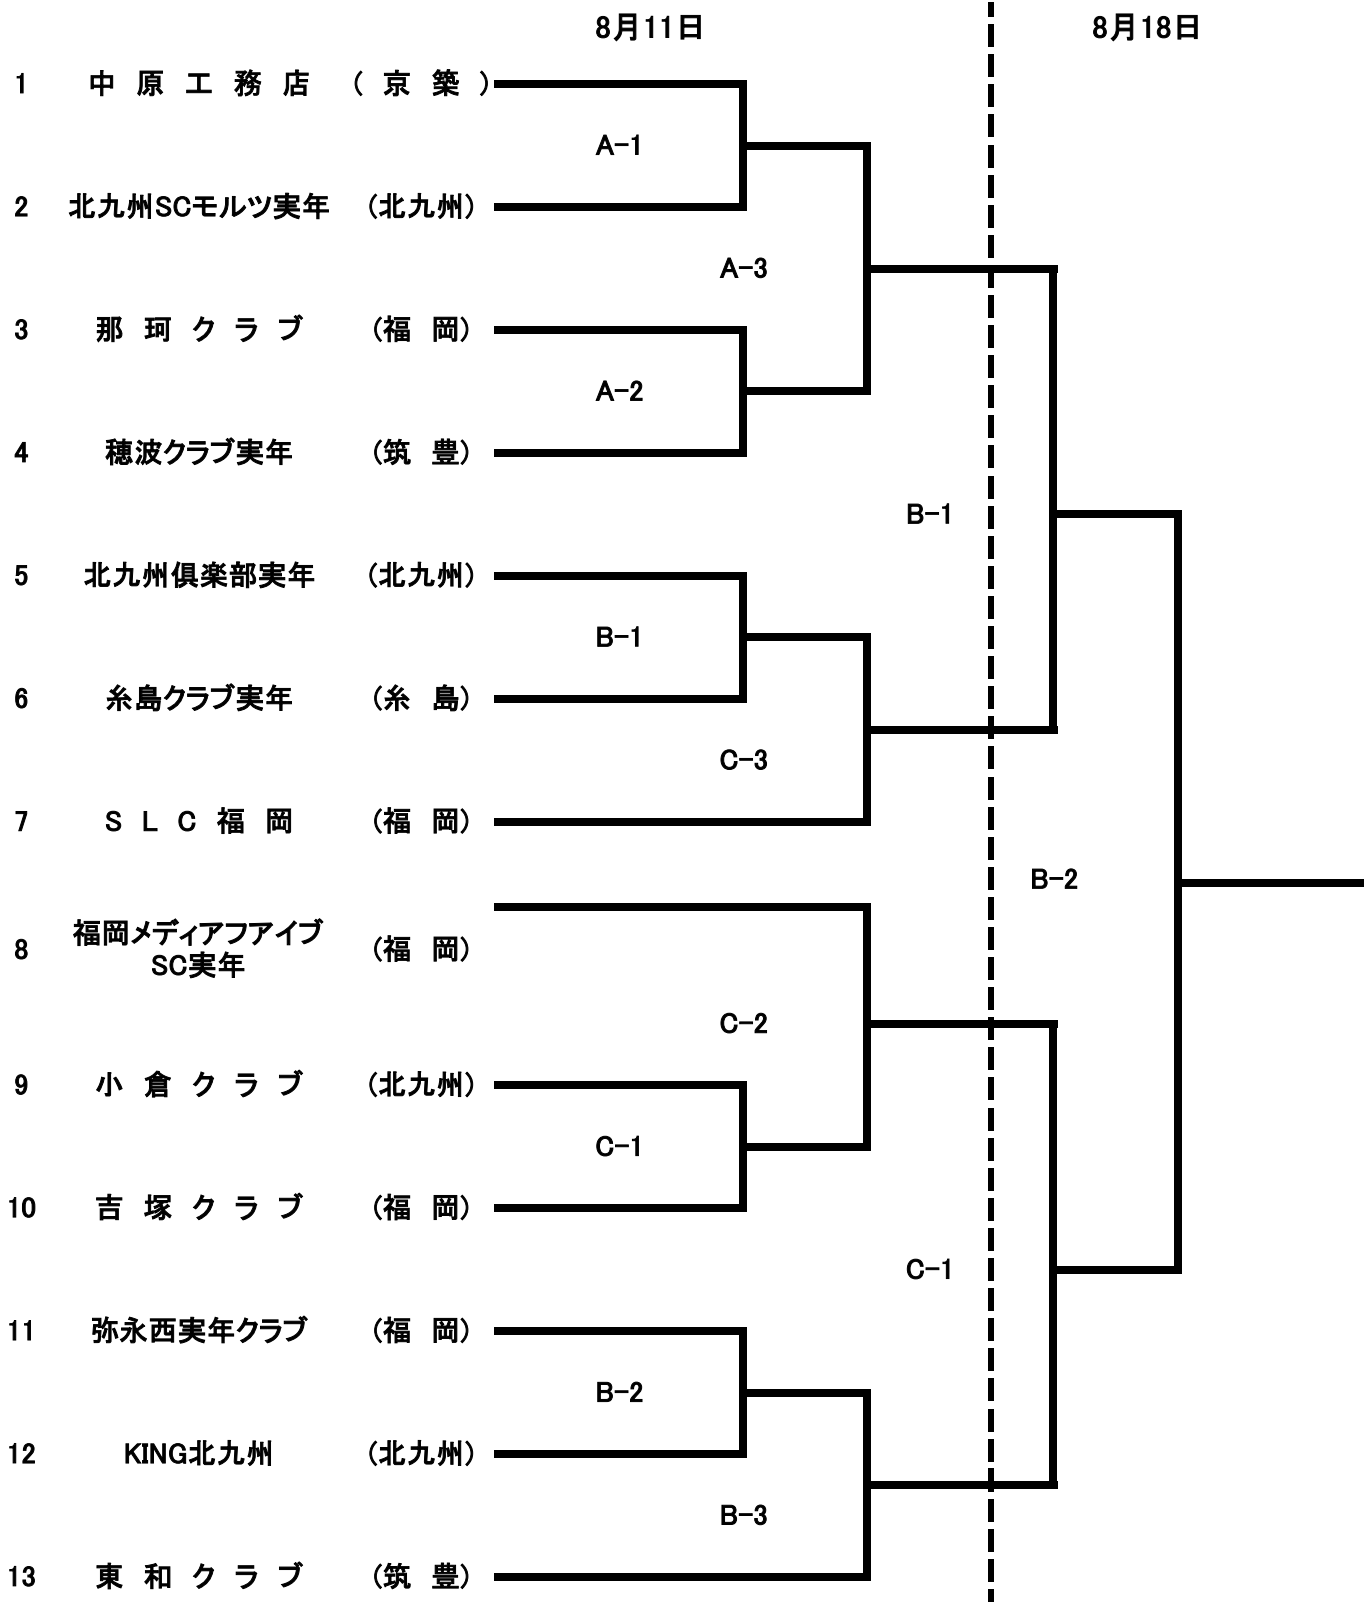 8月11日 8月18日
1 中原工務店 (京築)
A-1
2 北九州SCモルツ実年 (北九州)
A-3
3 那珂クラブ (福岡)
A-2
4 穂波クラブ実年 (筑豊)
B-1
5 北九州倶楽部実年 (北九州)
B-1
6 糸島クラブ実年 (糸島)
C-3
7 SLC福岡 (福岡)
B-2
8 福岡メディアフアイブ (福岡)
SC実年
C-2
9 小倉クラブ (北九州)
C-1
10 吉塚クラブ (福岡)
C-1
11 弥永西実年クラブ (福岡)
B-2
12 KING北九州 (北九州)
B-3
13 東和クラブ (筑豊)